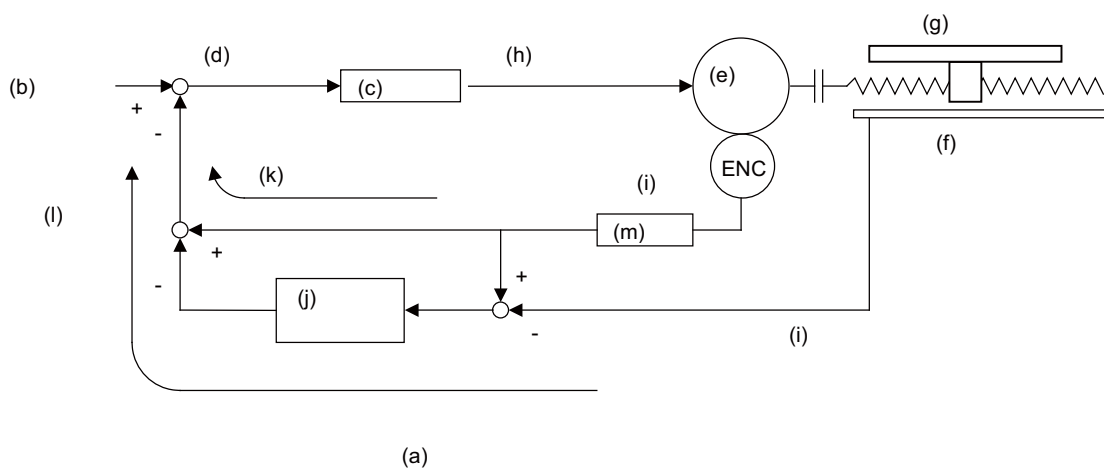 (g)
(d)
(h)
(b)
(c)
(e)
+
-
(f)
ENC
(k)
(i)
(l)
(m)
+
+
-
(j)
-
(i)
(a)